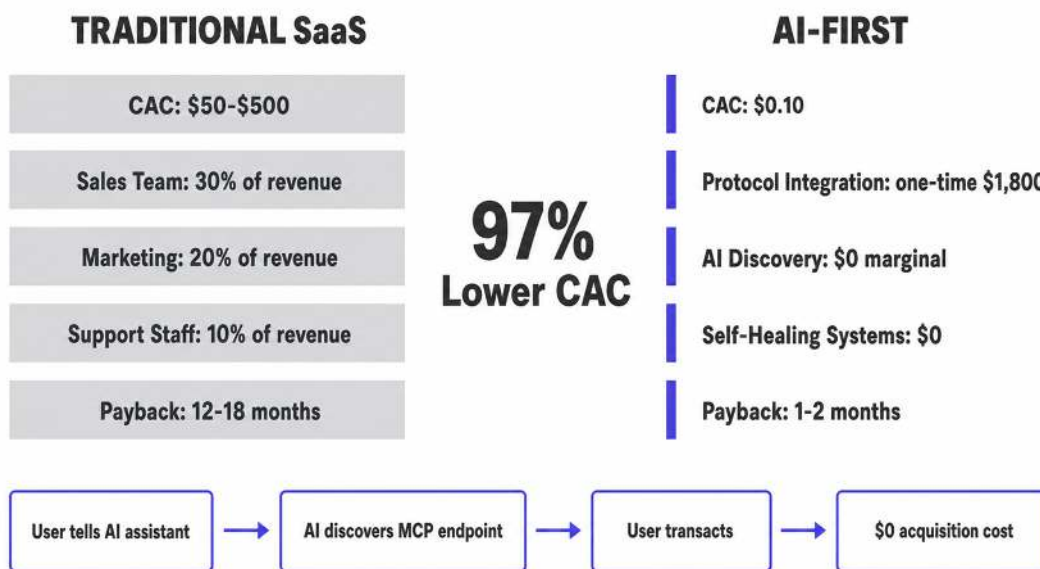 TRADITIONAL SaaS
CAC: $50-$500
Sales Team: 30% of revenue
Marketing: 20% of revenue
Support Staff: 10% of revenue
Payback: 12-18 months
97%
Lower CAC
AI-FIRST
CAC: $0.10
Protocol Integration: one-time $1,800
AI Discovery: $0 marginal
Self-Healing Systems: $0
Payback: 1-2 months
User tells AI assistant
AI discovers MCP endpoint
User transacts
$0 acquisition cost